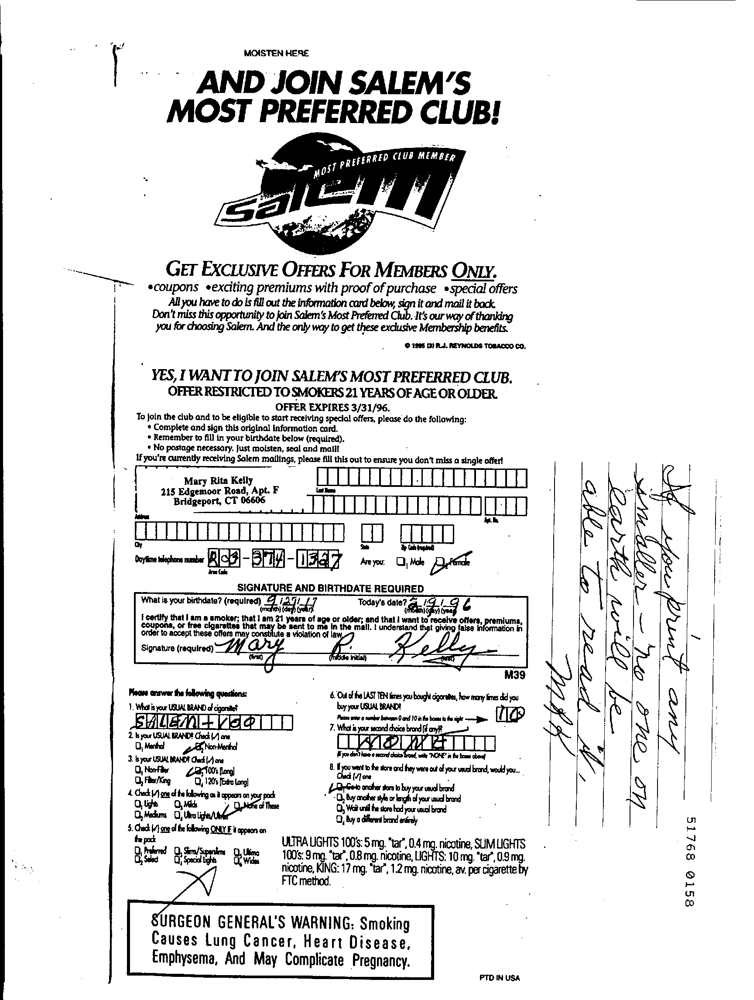 MOISTEN HERE
AND JOIN SALEM'S
MOST PREFERRED CLUB!
MOST PREFERRED CLUB MEMBER
Salem
GET EXCLUSIVE OFFERS FOR MEMBERS ONLY.
•coupons •exciting premiums with proof of purchase •special offers
All you have to do is fill out the information card below, sign it and mail it back.
Don't miss this opportunity to join Salem's Most Preferred Club. It's our way of thanking
you for choosing Salem. And the only way to get these exclusive Membership benefits.
© 1995 R.J. REYNOLDS TOBACCO CO.
YES, I WANT TO JOIN SALEM'S MOST PREFERRED CLUB.
OFFER RESTRICTED TO SMOKERS 21 YEARS OF AGE OR OLDER.
OFFER EXPIRES 3/31/96.
To join the club and to be eligible to start receiving special offers, please do the following:
• Complete and sign this original information card.
• Remember to fill in your birthdate below (required).
• No postage necessary. Just moisten, seal and mail!
If you're currently receiving Salem mailings, please fill this out to ensure you don't miss a single offer!
Mary Rita Kelly
215 Edgemoor Road, Apt. F
Bridgeport, CT 06606
Last Name
Address
Apt. No.
City
State
Zip Code (required)
Daytime telephone number 203-374-1327
Area Code
Are you: Male Female
SIGNATURE AND BIRTHDATE REQUIRED
What is your birthdate? (required) 9/27/17
(month) (day) (year)
Today's date? 2/9/96
(month) (day) (year)
I certify that I am a smoker; that I am 21 years of age or older; and that I want to receive offers, premiums,
coupons, or free cigarettes that may be sent to me in the mail. I understand that giving false information in
order to accept these offers may constitute a violation of law.
Signature (required) Mary R. Kelly
(first) (middle initial) (last)
M39
Please answer the following questions:
1. What is your USUAL BRAND of cigarette?
SALEM-100
2. Is your USUAL BRAND? Check (✓) one
Menthol Non-Menthol
3. Is your USUAL BRAND? Check (✓) one
Non-Filter 100's (Long)
Filter/King 120's (Extra Long)
4. Check (✓) one of the following as it appears on your pack
Lights Milds None of These
Mediums Ultra Lights/Ultra
5. Check (✓) one of the following ONLY if it appears on
the pack
Preferred Slims/Superslims Ultima
Select Special Lights Wides
6. Out of the LAST TEN times you bought cigarettes, how many times did you
buy your USUAL BRAND?
Please enter a number between 0 and 10 in the boxes to the right 10
7. What is your second choice brand (if any)?
NONE
If you don't have a second choice brand, write "NONE" in the boxes above!
8. If you went to the store and they were out of your usual brand, would you...
Check (✓) one
Go to another store to buy your usual brand
Buy another style or length of your usual brand
Wait until the store had your usual brand
Buy a different brand entirely
ULTRA LIGHTS 100's: 5 mg. "tar", 0.4 mg. nicotine, SLIM LIGHTS
100's: 9 mg. "tar", 0.8 mg. nicotine, LIGHTS: 10 mg. "tar", 0.9 mg.
nicotine, KING: 17 mg. "tar", 1.2 mg. nicotine, av. per cigarette by
FTC method.
SURGEON GENERAL'S WARNING: Smoking
Causes Lung Cancer, Heart Disease,
Emphysema, And May Complicate Pregnancy.
PTD IN USA
If you print any
smaller - no one on
earth will be
able to read it.
MRK
51768 0158